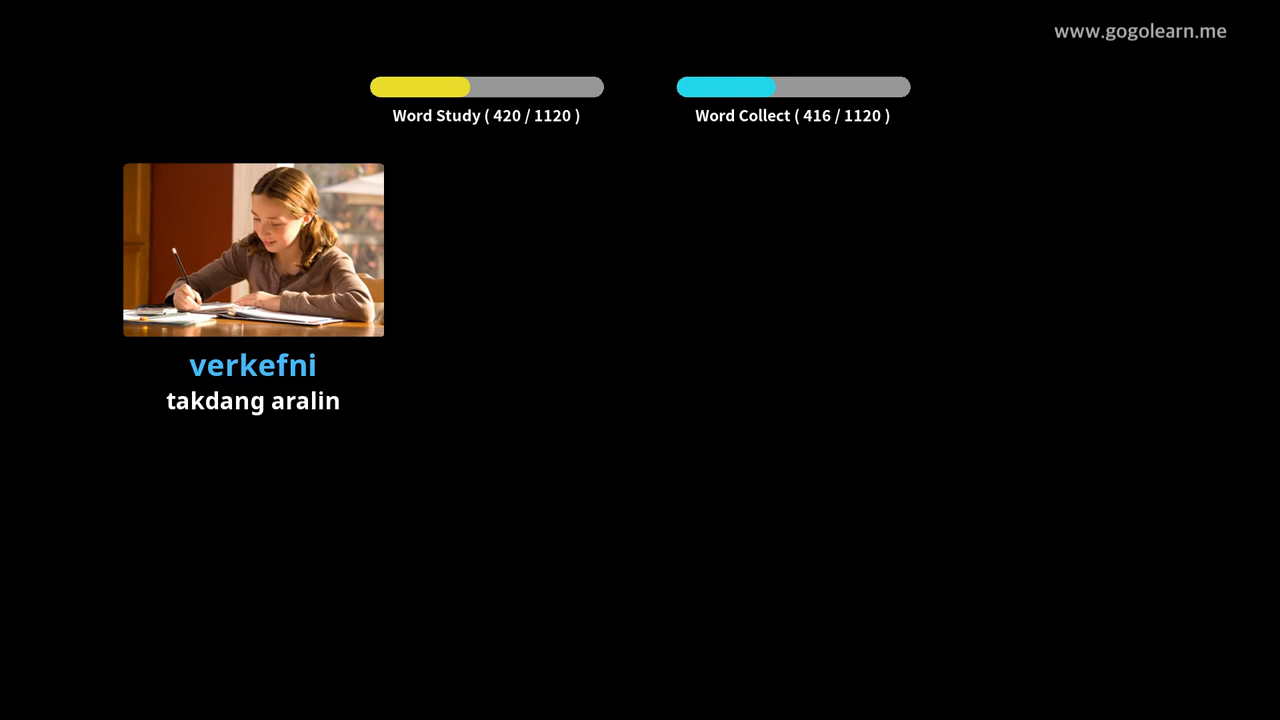 www.gogolearn.me
Word Study ( 420 / 1120 )
Word Collect ( 416 / 1120 )
verkefni
takdang aralin